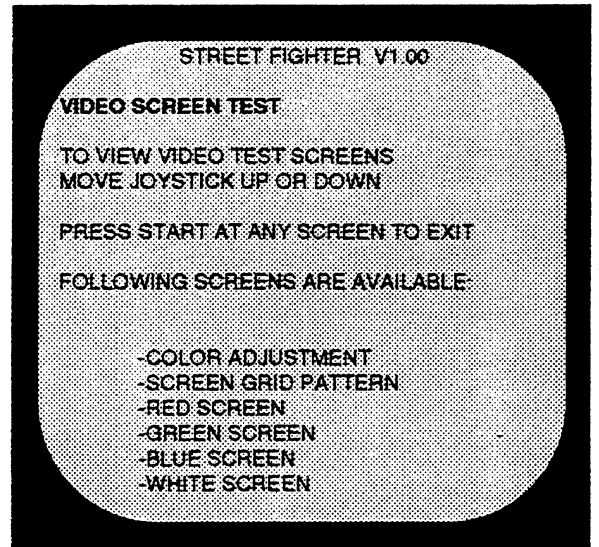 STREET FIGHTER V1.00
VIDEO SCREEN TEST
TO VIEW VIDEO TEST SCREENS
MOVE JOYSTICK UP OR DOWN
PRESS START AT ANY SCREEN TO EXIT
FOLLOWING SCREENS ARE AVAILABLE-
-COLOR ADJUSTMENT
-SCREEN GRID PATTERN
-RED SCREEN
-GREEN SCREEN
-BLUE SCREEN
-WHITE SCREEN